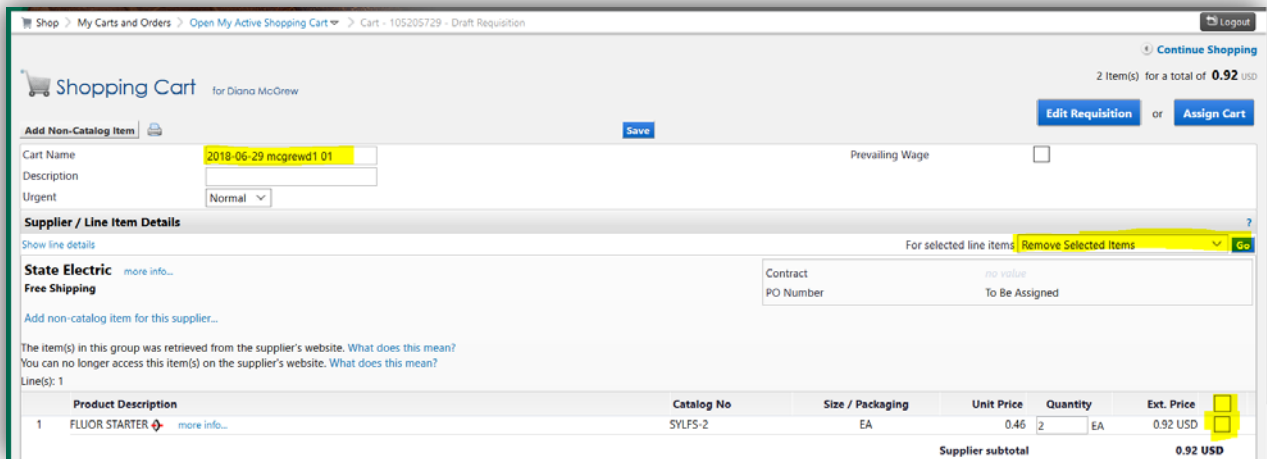 Shop > My Carts and Orders > Open My Active Shopping Cart > Cart - 105205729 - Draft Requisition
Logout
Continue Shopping
2 Item(s) for a total of 0.92 USD
Shopping Cart for Diana McGrew
Edit Requisition or Assign Cart
Add Non-Catalog Item
Save
Cart Name 2018-06-29 mcgrewd1 01 Prevailing Wage
Description
Urgent Normal
Supplier / Line Item Details ?
Show line details For selected line items Remove Selected Items Go
State Electric more info... Contract no value
Free Shipping PO Number To Be Assigned
Add non-catalog item for this supplier...
The item(s) in this group was retrieved from the supplier's website. What does this mean?
You can no longer access this item(s) on the supplier's website. What does this mean?
Line(s): 1
Product Description Catalog No Size / Packaging Unit Price Quantity Ext. Price
1 FLUOR STARTER more info... SYLFS-2 EA 0.46 2 EA 0.92 USD
Supplier subtotal 0.92 USD